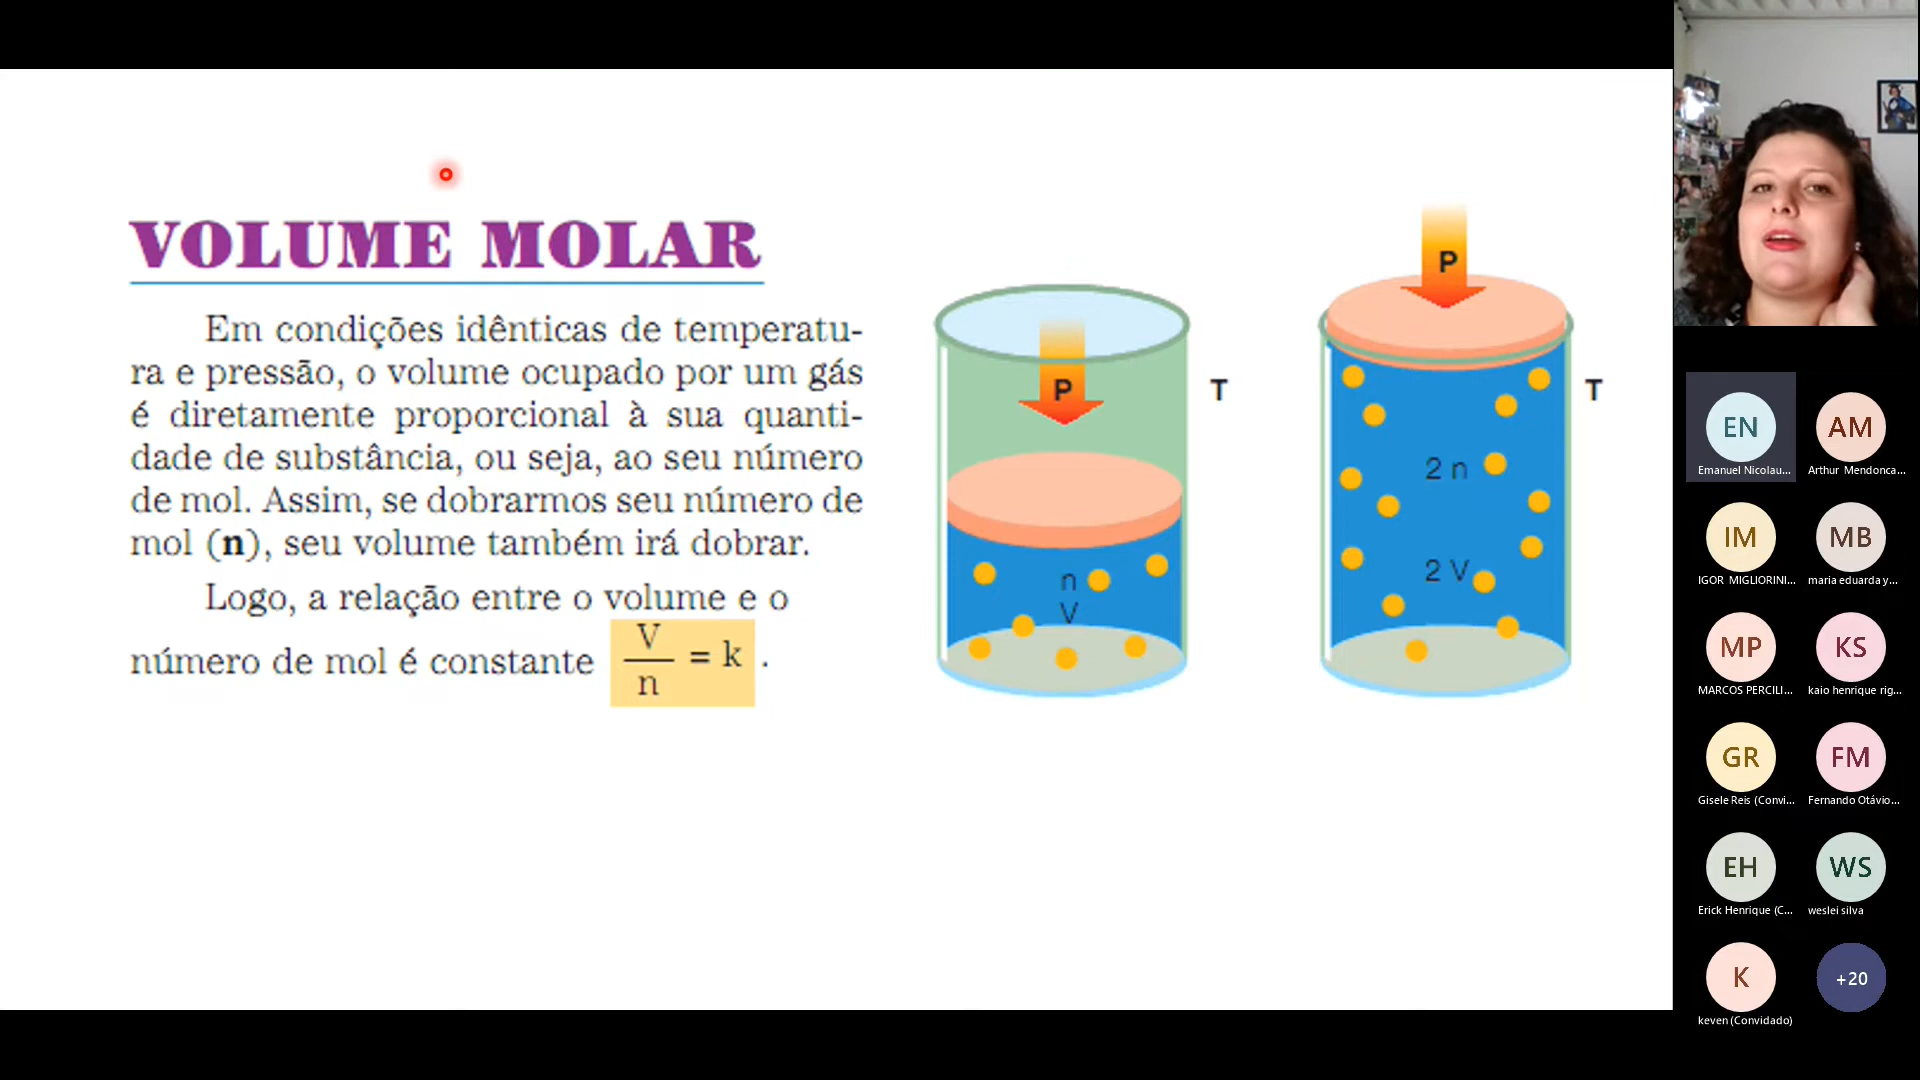 VOLUME MOLAR
Em condições idênticas de temperatu-
ra e pressão, o volume ocupado por um gás
é diretamente proporcional à sua quanti-
dade de substância, ou seja, ao seu número
de mol. Assim, se dobrarmos seu número de
mol (n), seu volume também irá dobrar.
Logo, a relação entre o volume e o
número de mol é constante V/n = k .
P
T
n
V
P
T
2 n
2 V
EN
Emanuel Nicolau...
AM
Arthur Mendonca...
IM
IGOR MIGLIORINI...
MB
maria eduarda y...
MP
MARCOS PERCILI...
KS
kaio henrique rig...
GR
Gisele Reis (Convi...
FM
Fernando Otávio...
EH
Erick Henrique (C...
WS
weslei silva
K
keven (Convidado)
+20